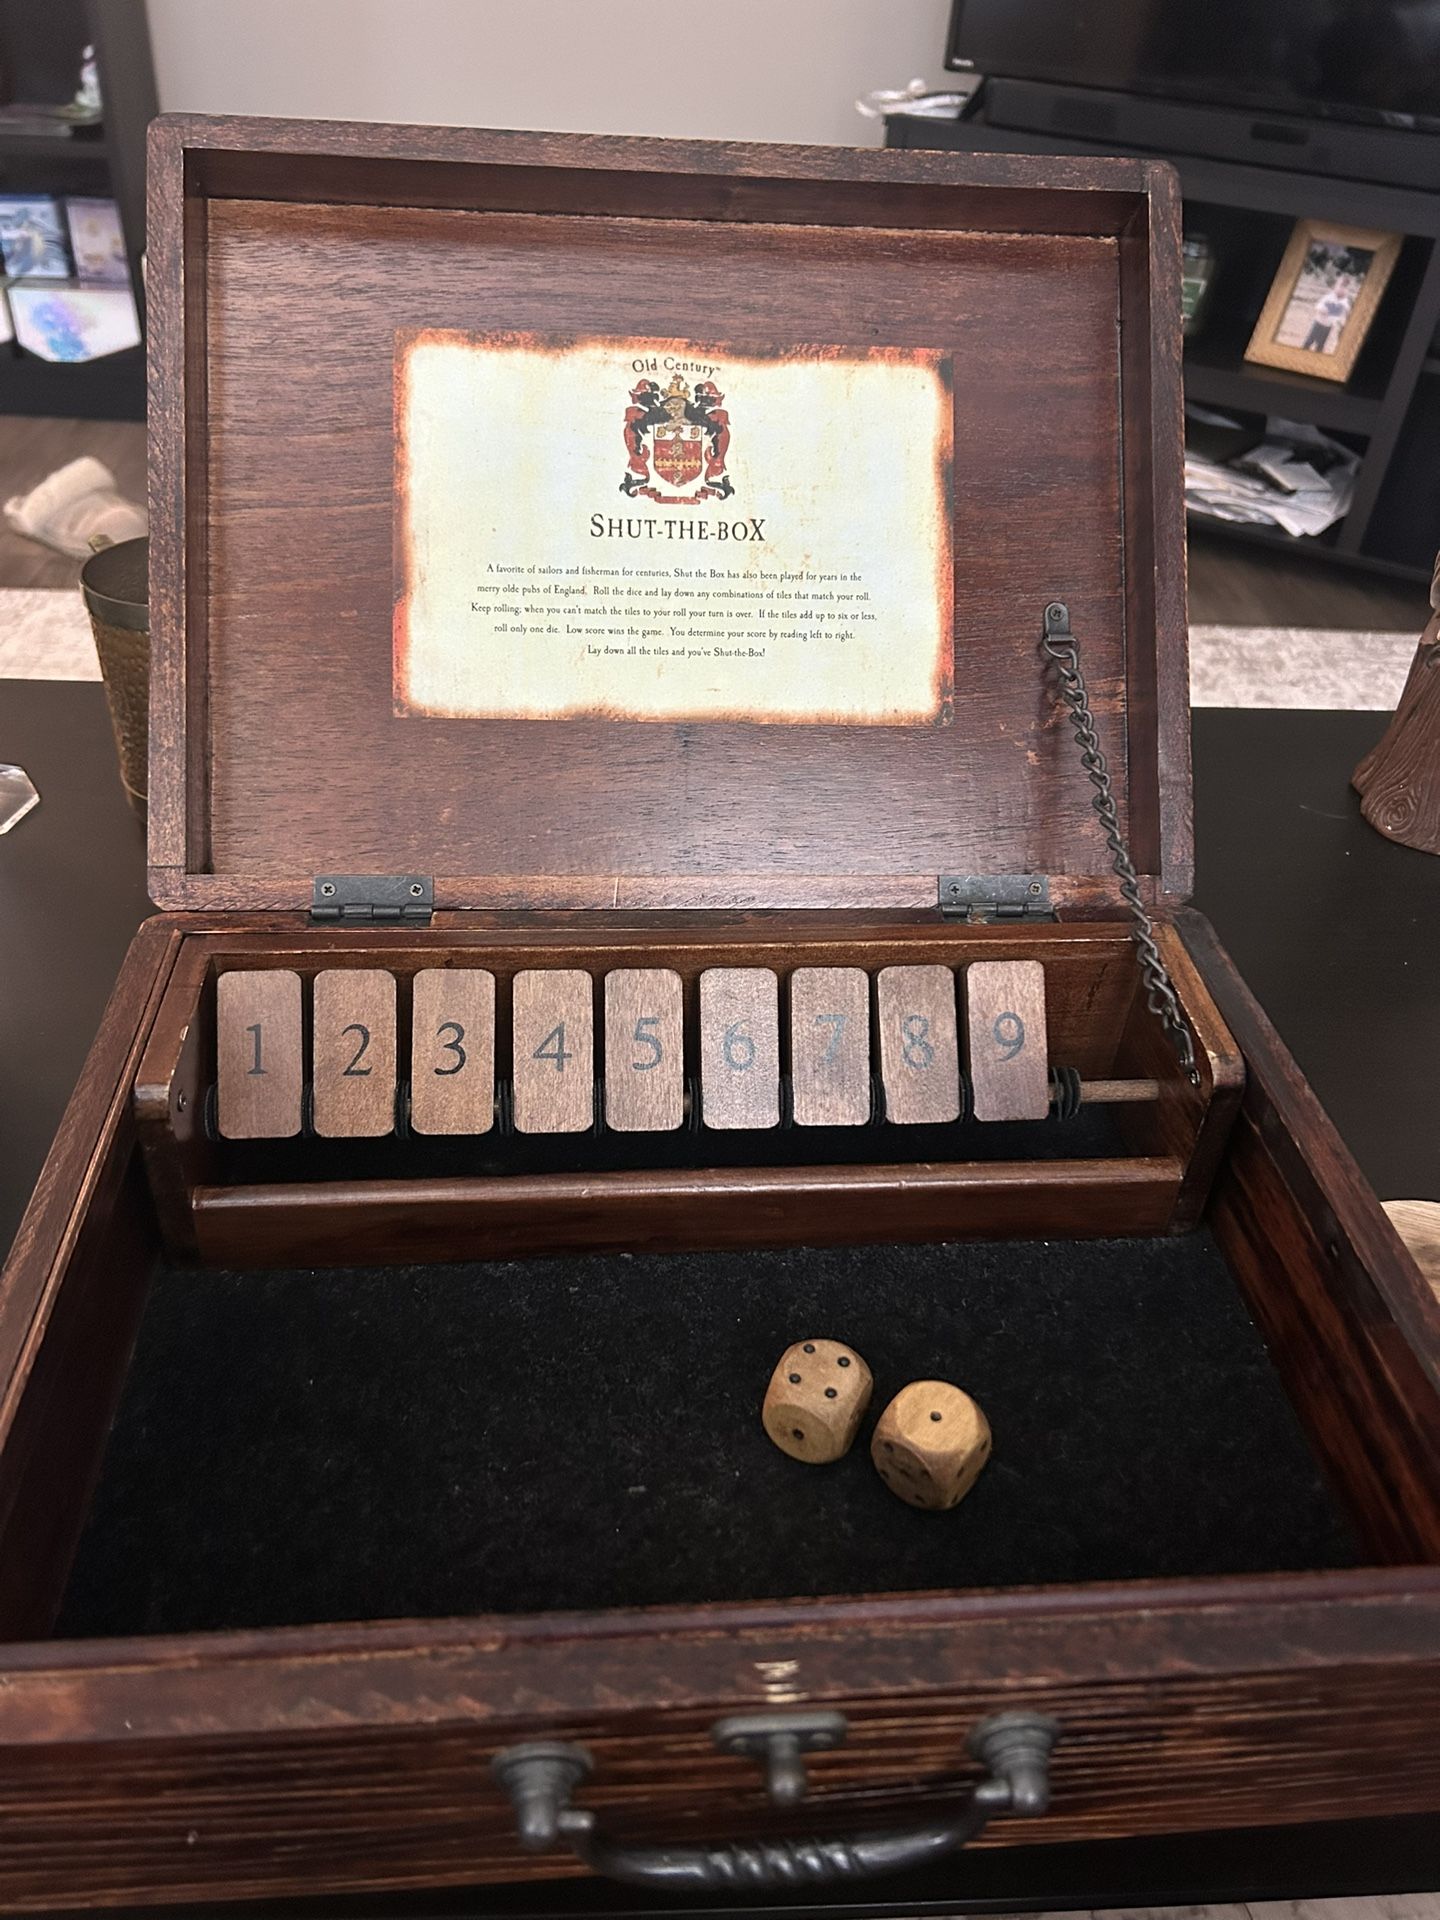 Old Century™
SHUT-THE-BOX
A favorite of sailors and fisherman for centuries, Shut the Box has also been played for years in the
merry olde pubs of England. Roll the dice and lay down any combinations of tiles that match your roll.
Keep rolling; when you can't match the tiles to your roll your turn is over. If the tiles add up to six or less,
roll only one die. Low score wins the game. You determine your score by reading left to right.
Lay down all the tiles and you've Shut-the-Box!
1 2 3 4 5 6 7 8 9